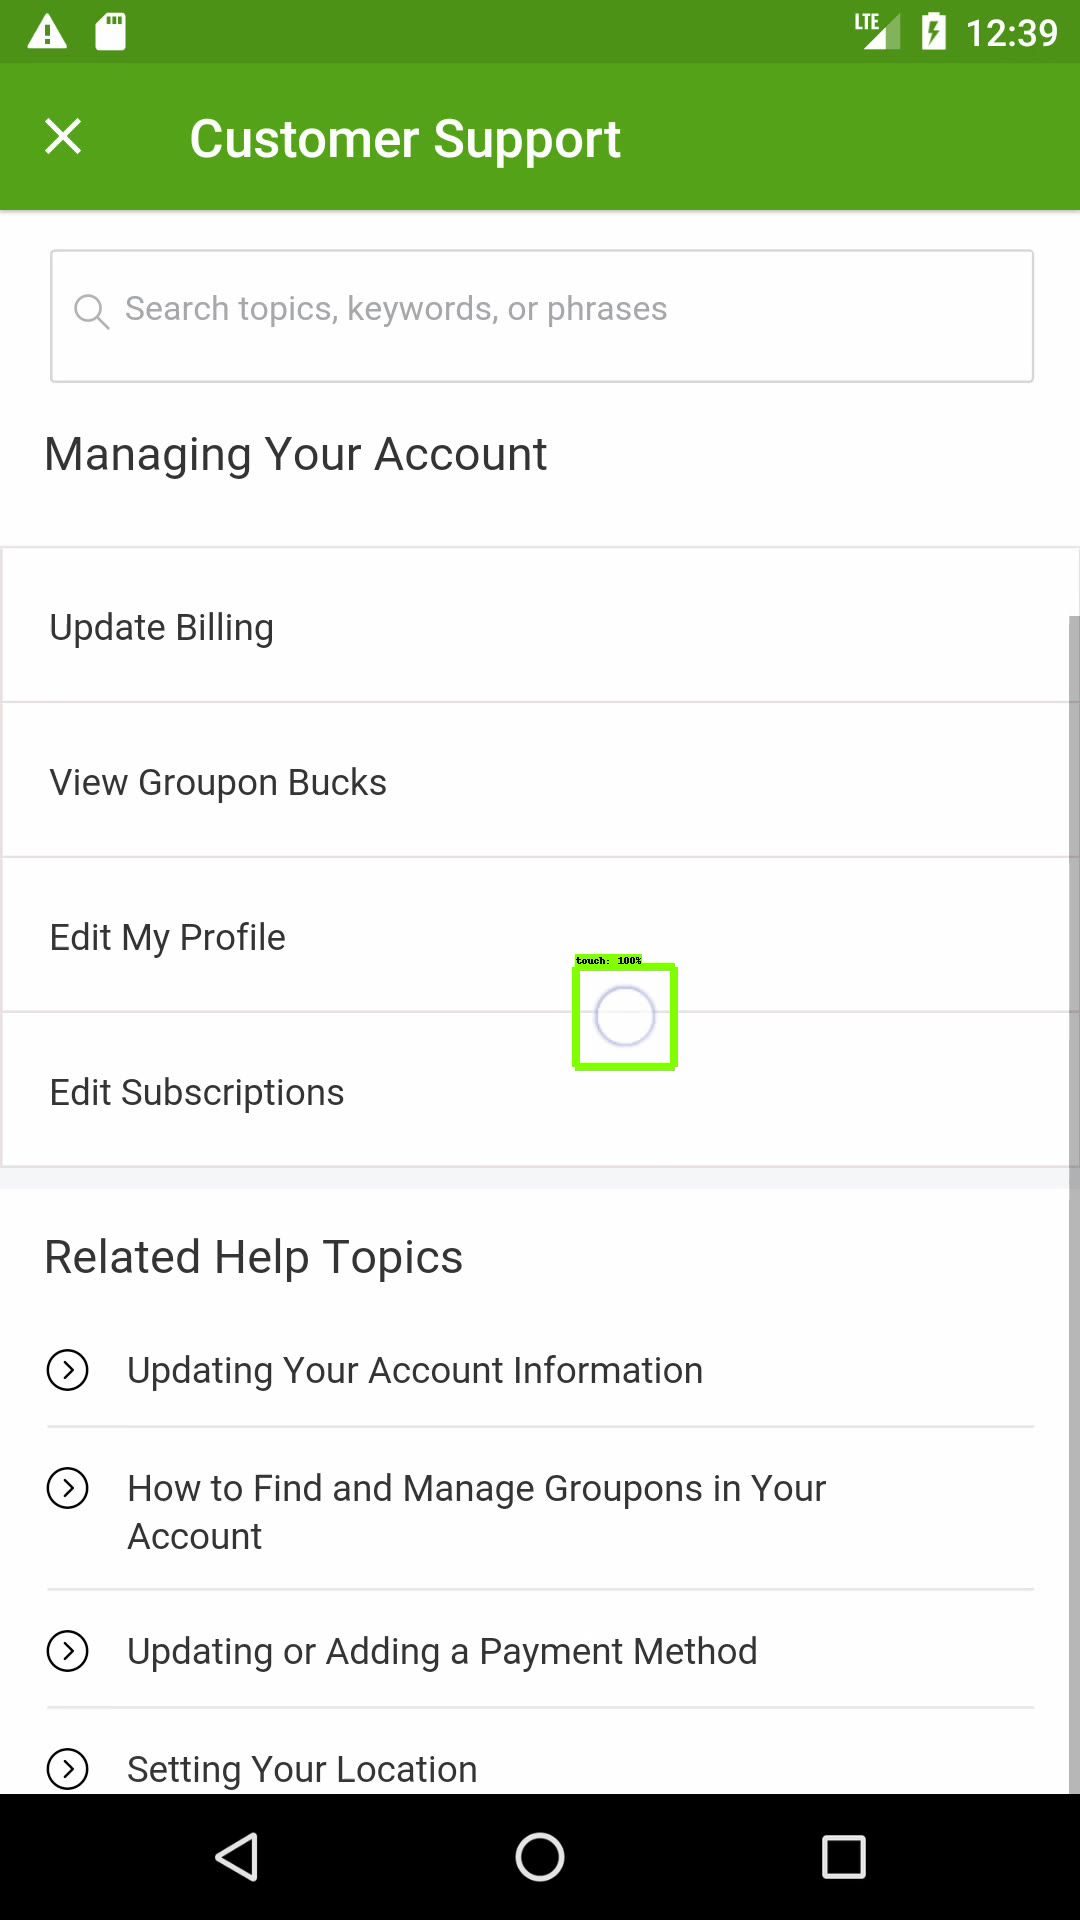 LTE 12:39
Customer Support
Search topics, keywords, or phrases
Managing Your Account
Update Billing
View Groupon Bucks
Edit My Profile
touch: 100%
Edit Subscriptions
Related Help Topics
Updating Your Account Information
How to Find and Manage Groupons in Your
Account
Updating or Adding a Payment Method
Setting Your Location